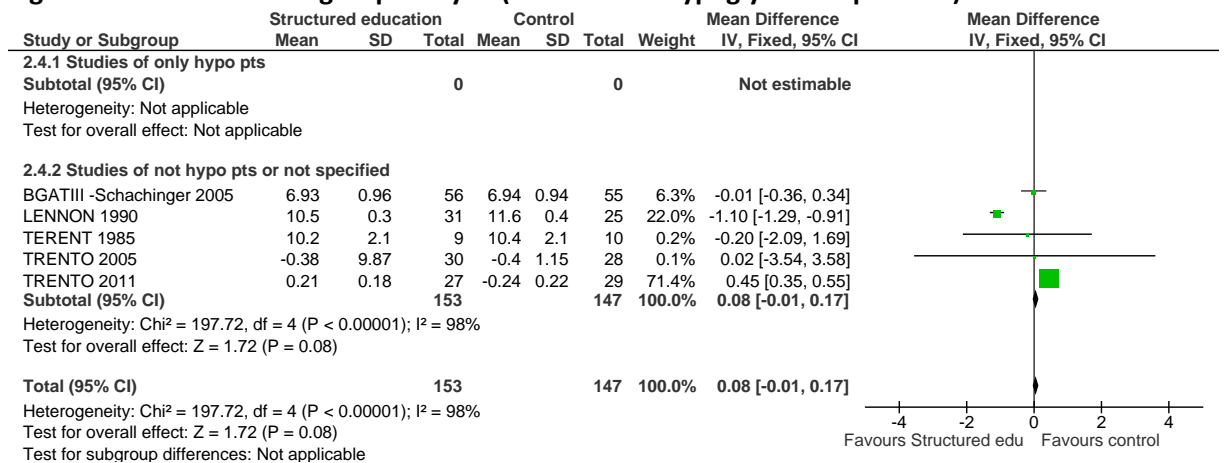 Structured education Control Mean Difference Mean Difference
Study or Subgroup Mean SD Total Mean SD Total Weight IV, Fixed, 95% CI IV, Fixed, 95% CI
2.4.1 Studies of only hypo pts
Subtotal (95% CI) 0 0 Not estimable
Heterogeneity: Not applicable
Test for overall effect: Not applicable
2.4.2 Studies of not hypo pts or not specified
BGATIII -Schachinger 2005 6.93 0.96 56 6.94 0.94 55 6.3% -0.01 [-0.36, 0.34]
LENNON 1990 10.5 0.3 31 11.6 0.4 25 22.0% -1.10 [-1.29, -0.91]
TERENT 1985 10.2 2.1 9 10.4 2.1 10 0.2% -0.20 [-2.09, 1.69]
TRENTO 2005 -0.38 9.87 30 -0.4 1.15 28 0.1% 0.02 [-3.54, 3.58]
TRENTO 2011 0.21 0.18 27 -0.24 0.22 29 71.4% 0.45 [0.35, 0.55]
Subtotal (95% CI) 153 147 100.0% 0.08 [-0.01, 0.17]
Heterogeneity: Chi² = 197.72, df = 4 (P < 0.00001); I² = 98%
Test for overall effect: Z = 1.72 (P = 0.08)
Total (95% CI) 153 147 100.0% 0.08 [-0.01, 0.17]
Heterogeneity: Chi² = 197.72, df = 4 (P < 0.00001); I² = 98%
Test for overall effect: Z = 1.72 (P = 0.08)
Test for subgroup differences: Not applicable
-4 -2 0 2 4
Favours Structured edu Favours control